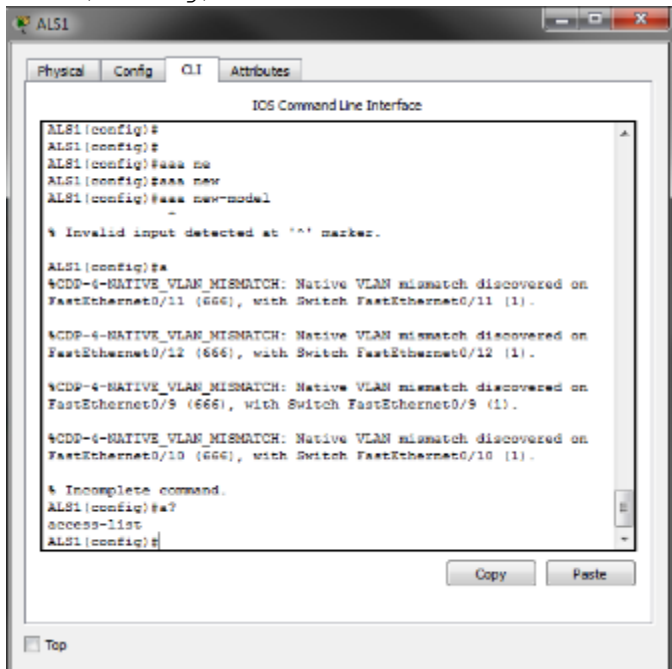 ALS1
Physical Config CLI Attributes
IOS Command Line Interface
ALS1(config)#
ALS1(config)#
ALS1(config)#aaa ne
ALS1(config)#aaa new
ALS1(config)#aaa new-model
^
% Invalid input detected at '^' marker.
ALS1(config)#a
%CDP-4-NATIVE_VLAN_MISMATCH: Native VLAN mismatch discovered on
FastEthernet0/11 (666), with Switch FastEthernet0/11 (1).
%CDP-4-NATIVE_VLAN_MISMATCH: Native VLAN mismatch discovered on
FastEthernet0/12 (666), with Switch FastEthernet0/12 (1).
%CDP-4-NATIVE_VLAN_MISMATCH: Native VLAN mismatch discovered on
FastEthernet0/9 (666), with Switch FastEthernet0/9 (1).
%CDP-4-NATIVE_VLAN_MISMATCH: Native VLAN mismatch discovered on
FastEthernet0/10 (666), with Switch FastEthernet0/10 (1).
% Incomplete command.
ALS1(config)#a?
access-list
ALS1(config)#
Copy Paste
Top